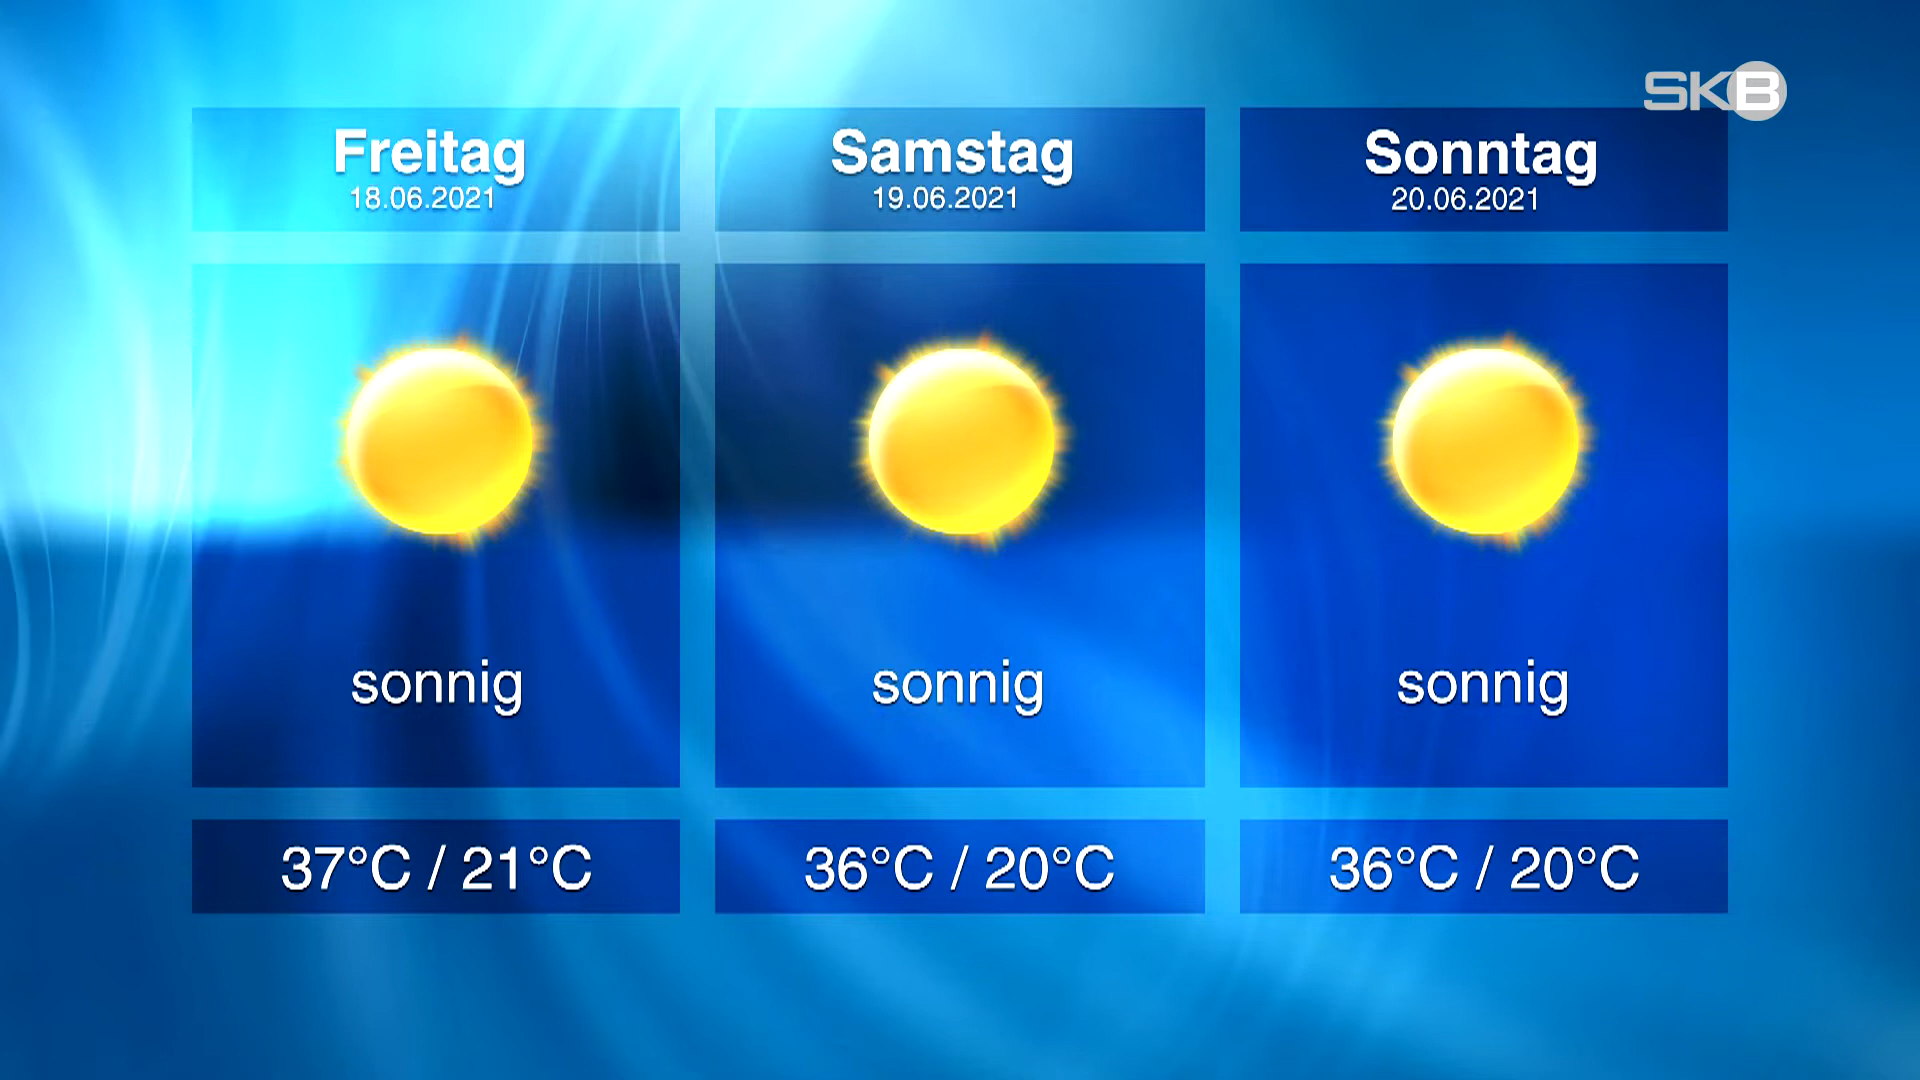 SKB
Freitag
18.06.2021
Samstag
19.06.2021
Sonntag
20.06.2021
sonnig
sonnig
sonnig
37°C / 21°C
36°C / 20°C
36°C / 20°C